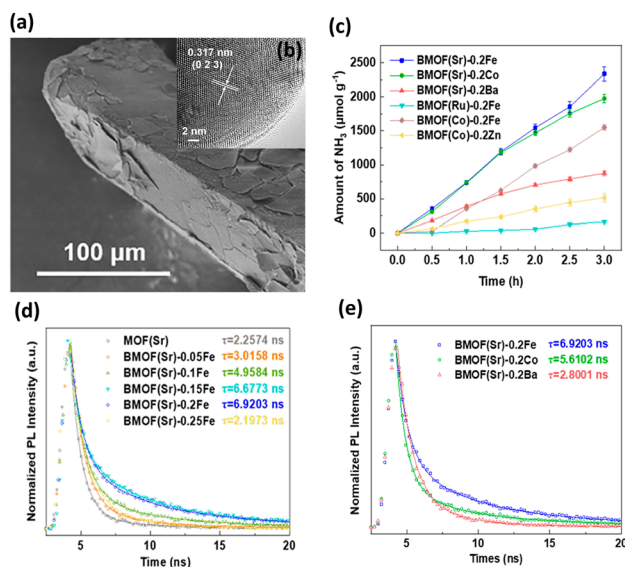 (a)
(b)
0.317 nm
(0 2 3)
2 nm
100 µm
(c)
Amount of NH3 (µmol g-1)
2500
2000
1500
1000
500
0
BMOF(Sr)-0.2Fe
BMOF(Sr)-0.2Co
BMOF(Sr)-0.2Ba
BMOF(Ru)-0.2Fe
BMOF(Co)-0.2Fe
BMOF(Co)-0.2Zn
0.0 0.5 1.0 1.5 2.0 2.5 3.0
Time (h)
(d)
Normalized PL Intensity (a.u.)
MOF(Sr) τ=2.2574 ns
BMOF(Sr)-0.05Fe τ=3.0158 ns
BMOF(Sr)-0.1Fe τ=4.9584 ns
BMOF(Sr)-0.15Fe τ=6.6773 ns
BMOF(Sr)-0.2Fe τ=6.9203 ns
BMOF(Sr)-0.25Fe τ=2.1973 ns
5 10 15 20
Time (ns)
(e)
Normalized PL Intensity (a.u.)
BMOF(Sr)-0.2Fe τ=6.9203 ns
BMOF(Sr)-0.2Co τ=5.6102 ns
BMOF(Sr)-0.2Ba τ=2.8001 ns
5 10 15 20
Times (ns)